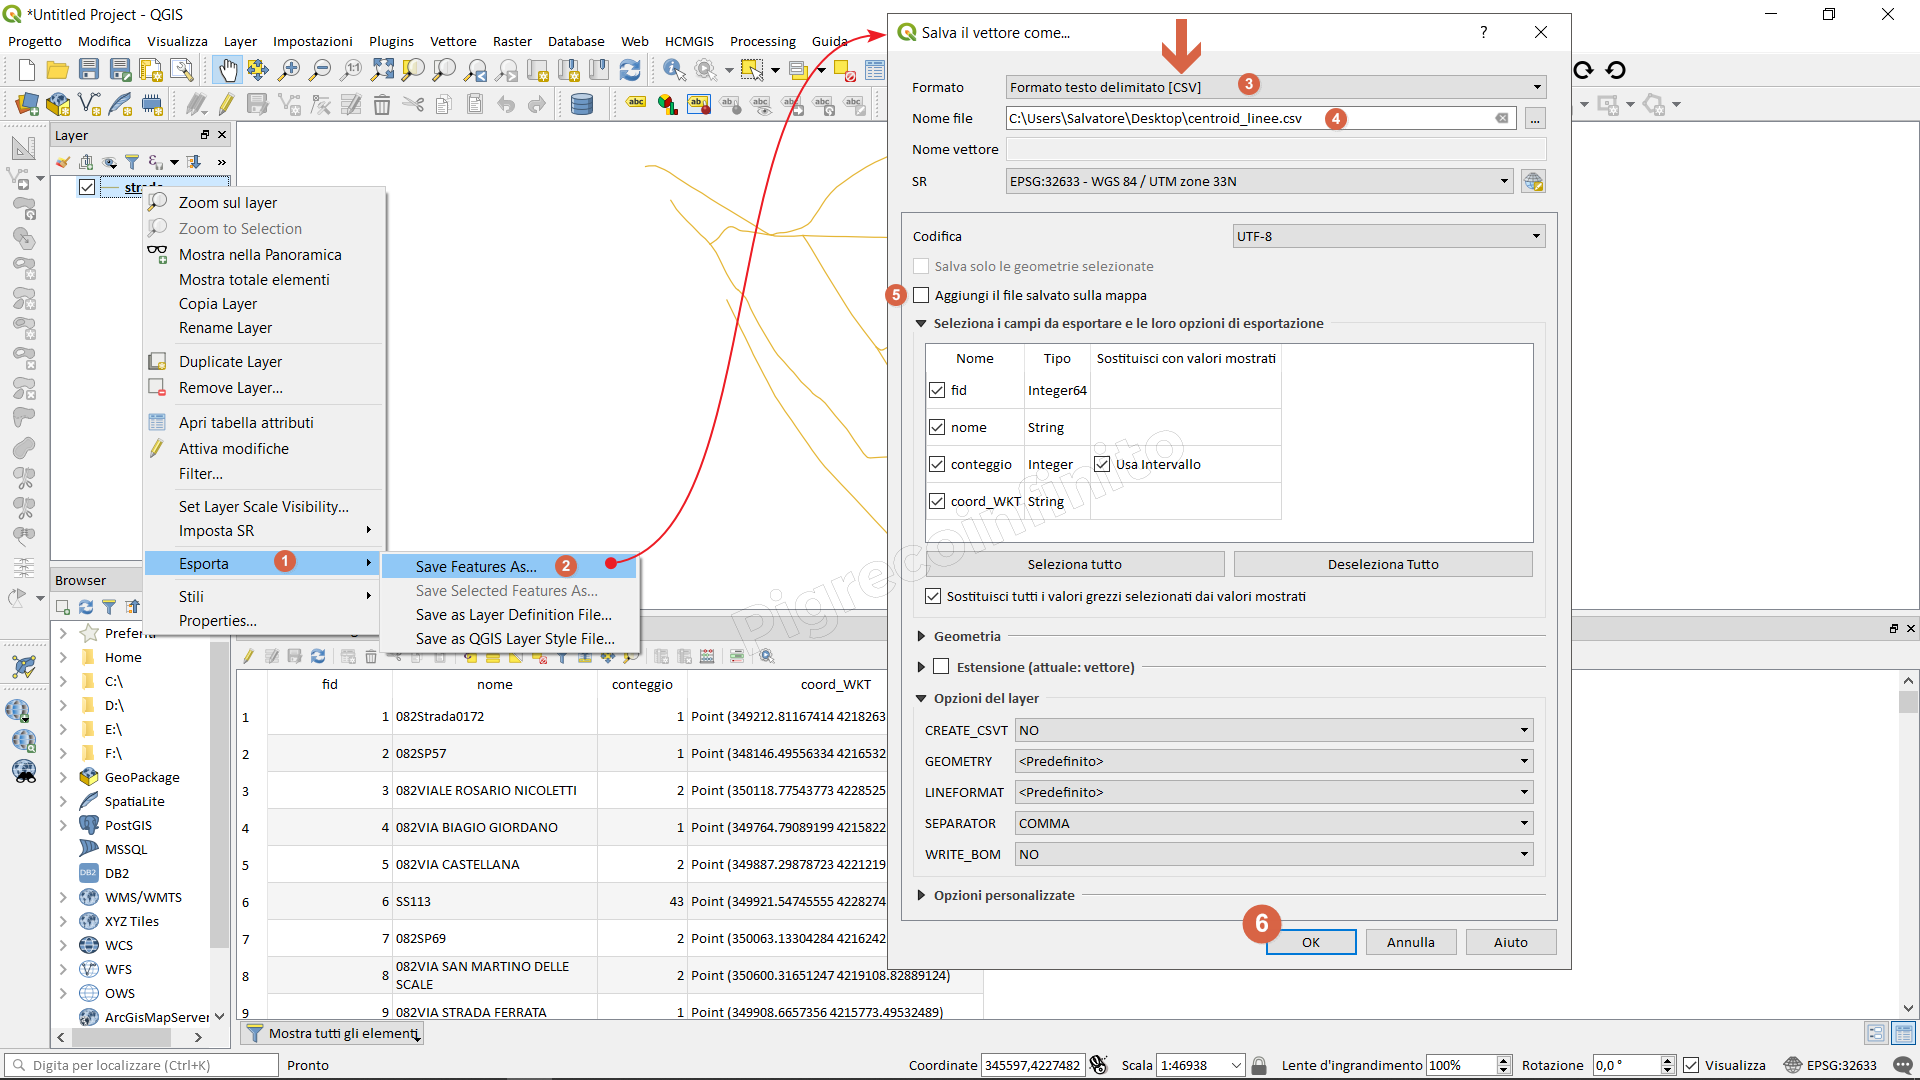 *Untitled Project - QGIS
Progetto Modifica Visualizza Layer Impostazioni Plugins Vettore Raster Database Web HCMGIS Processing Guida
Layer
Zoom sul layer
Zoom to Selection
Mostra nella Panoramica
Mostra totale elementi
Copia Layer
Rename Layer
Duplicate Layer
Remove Layer...
Apri tabella attributi
Attiva modifiche
Filter...
Set Layer Scale Visibility...
Imposta SR
Esporta 1
Stili
Properties...
Save Features As... 2
Save Selected Features As...
Save as Layer Definition File...
Save as QGIS Layer Style File...
Browser
Home
C:\
D:\
E:\
F:\
GeoPackage
SpatiaLite
PostGIS
MSSQL
DB2
WMS/WMTS
XYZ Tiles
WCS
WFS
OWS
ArcGisMapServer
fid nome conteggio coord_WKT
1 1 082Strada0172 1 Point (349212.81167414 4218263
2 2 082SP57 1 Point (348146.49556334 4216532
3 3 082VIALE ROSARIO NICOLETTI 2 Point (350118.77543773 4228525
4 4 082VIA BIAGIO GIORDANO 1 Point (349764.79089199 4215822
5 5 082VIA CASTELLANA 2 Point (349887.29878723 4221219
6 6 SS113 43 Point (349921.54745555 4228274
7 7 082SP69 2 Point (350063.13304284 4216242
8 8 082VIA SAN MARTINO DELLE SCALE 2 Point (350600.31651247 4219108.82889124)
9 9 082VIA STRADA FERRATA 1 Point (349908.6657356 4215773.49532489)
Mostra tutti gli elementi
Salva il vettore come... ?
Formato Formato testo delimitato [CSV] 3
Nome file C:\Users\Salvatore\Desktop\centroid_linee.csv 4 ...
Nome vettore
SR EPSG:32633 - WGS 84 / UTM zone 33N
Codifica UTF-8
Salva solo le geometrie selezionate
5 Aggiungi il file salvato sulla mappa
Seleziona i campi da esportare e le loro opzioni di esportazione
Nome Tipo Sostituisci con valori mostrati
fid Integer64
nome String
conteggio Integer Usa Intervallo
coord_WKT String
Seleziona tutto Deseleziona Tutto
Sostituisci tutti i valori grezzi selezionati dai valori mostrati
Geometria
Estensione (attuale: vettore)
Opzioni del layer
CREATE_CSVT NO
GEOMETRY <Predefinito>
LINEFORMAT <Predefinito>
SEPARATOR COMMA
WRITE_BOM NO
Opzioni personalizzate
6 OK Annulla Aiuto
Pigrecoinfinito
Digita per localizzare (Ctrl+K) Pronto Coordinate 345597,4227482 Scala 1:46938 Lente d'ingrandimento 100% Rotazione 0,0 ° Visualizza EPSG:32633